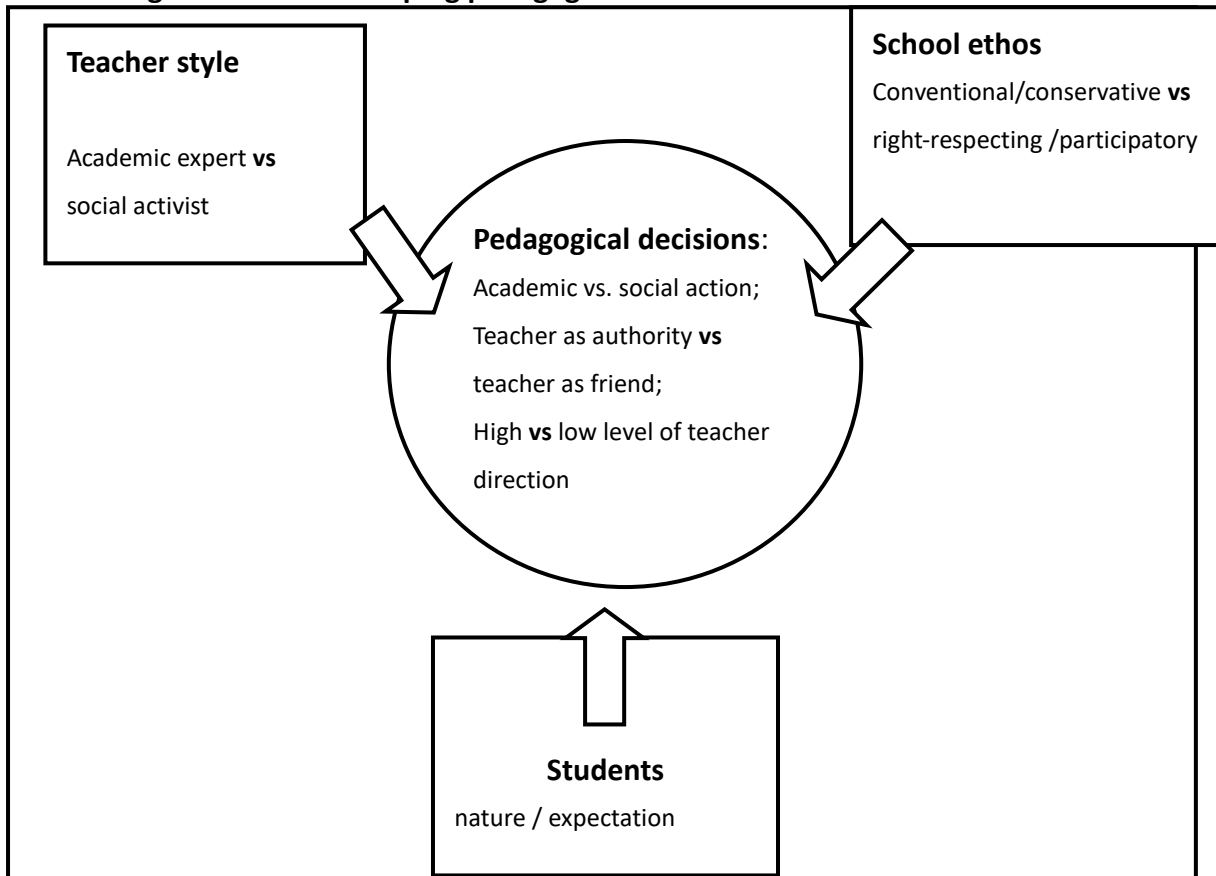 Teacher style
Academic expert vs
social activist
School ethos
Conventional/conservative vs
right-respecting /participatory
Pedagogical decisions:
Academic vs. social action;
Teacher as authority vs
teacher as friend;
High vs low level of teacher
direction
Students
nature / expectation